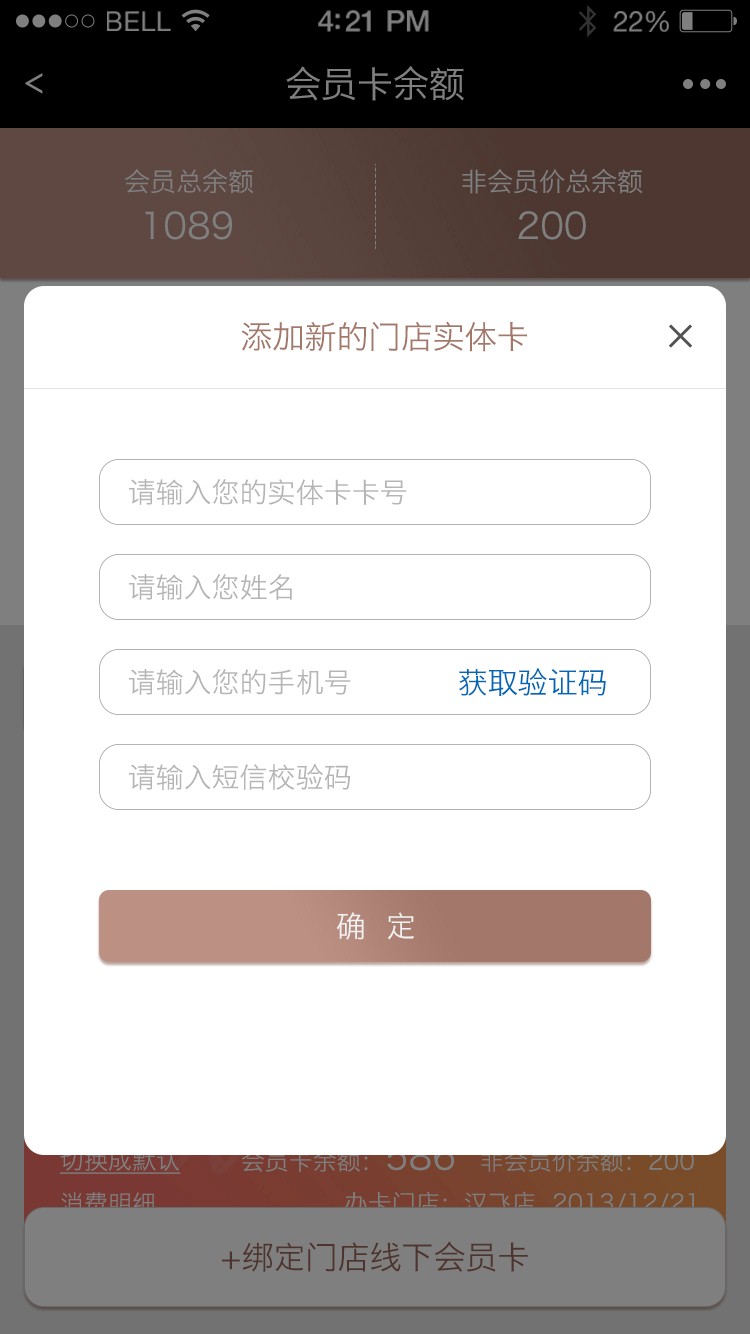 BELL 4:21 PM 22%
< 会员卡余额
会员总余额 非会员价总余额
1089 200
添加新的门店实体卡
请输入您的实体卡卡号
请输入您姓名
请输入您的手机号 获取验证码
请输入短信校验码
确 定
切换成默认 会员卡余额: 586 非会员价余额: 200
消费明细 办卡门店: 汉飞店 2013/12/21
+绑定门店线下会员卡